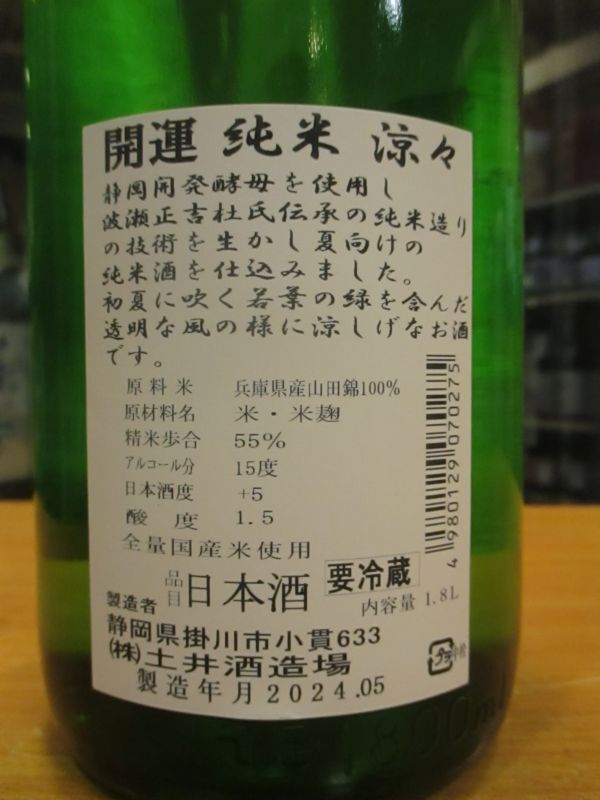 開運 純米 涼々
静岡開発酵母を使用し
波瀬正吉杜氏伝承の純米造り
の技術を生かし夏向けの
純米酒を仕込みました。
初夏に吹く若葉の緑を含んだ
透明な風の様に涼しげなお酒
です。
原料米 兵庫県産山田錦100%
原材料名 米・米麹
精米歩合 55%
アルコール分 15度
日本酒度 +5
酸度 1.5
全量国産米使用
4 980129 070275
品目 日本酒 要冷蔵
内容量 1.8L
製造者
静岡県掛川市小貫633
(株)土井酒造場
製造年月2024.05
1800ml